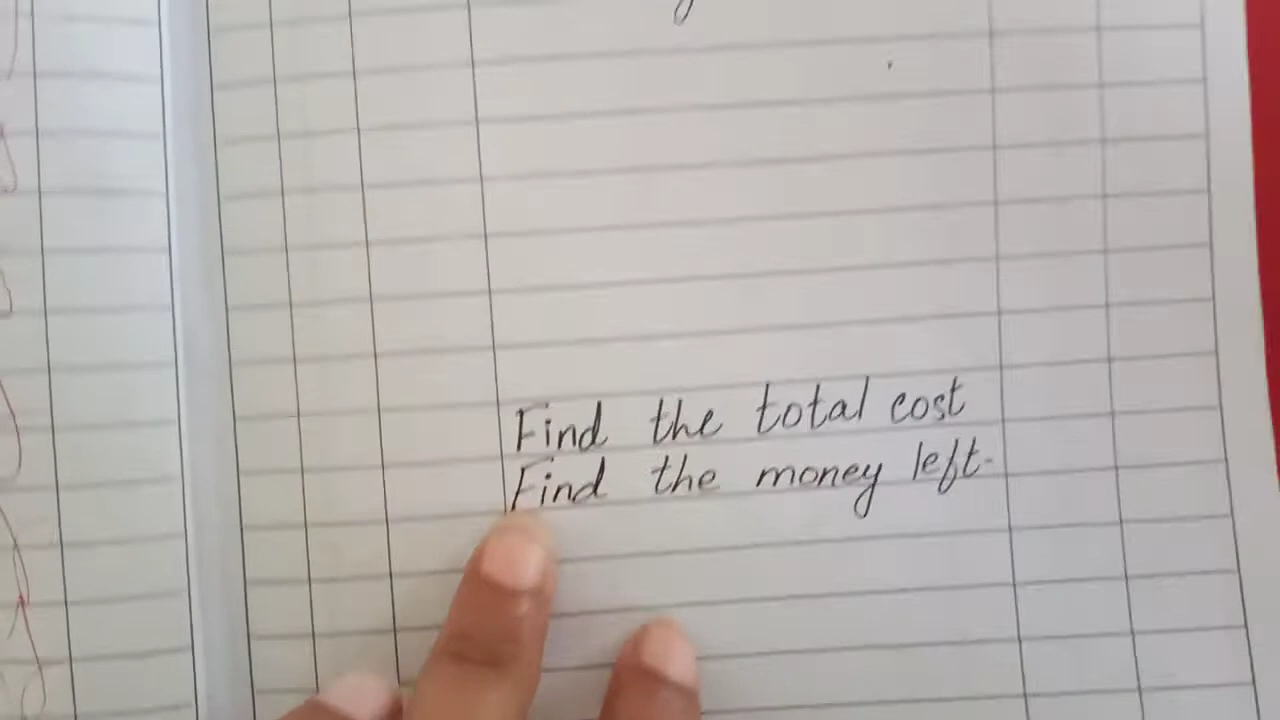 Find the total cost
Find the money left.